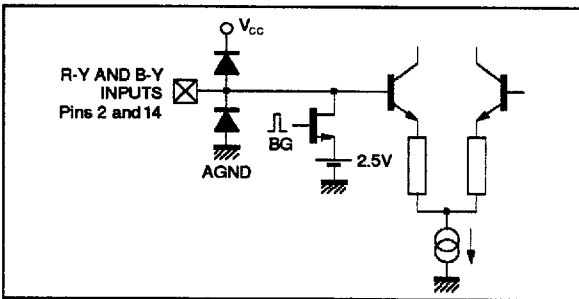 VCC
R-Y AND B-Y
INPUTS
Pins 2 and 14
BG
2.5V
AGND